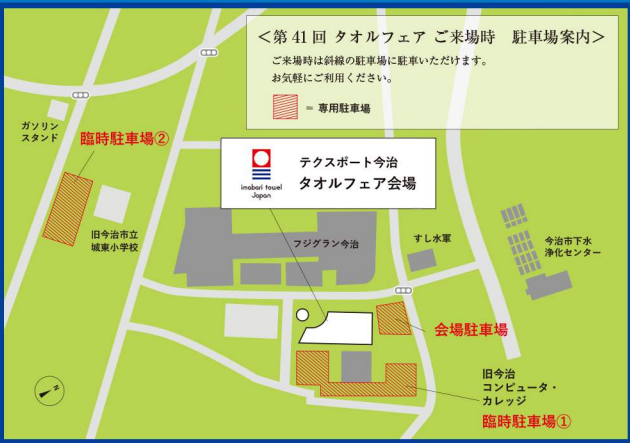 ＜第41回 タオルフェア ご来場時　駐車場案内＞
ご来場時は斜線の駐車場に駐車いただけます。
お気軽にご利用ください。
= 専用駐車場
ガソリン
スタンド
臨時駐車場②
imabari towel
Japan
テクスポート今治
タオルフェア会場
旧今治市立
城東小学校
フジグラン今治
すし水軍
今治市下水
浄化センター
会場駐車場
旧今治
コンピュータ・
カレッジ
臨時駐車場①
N